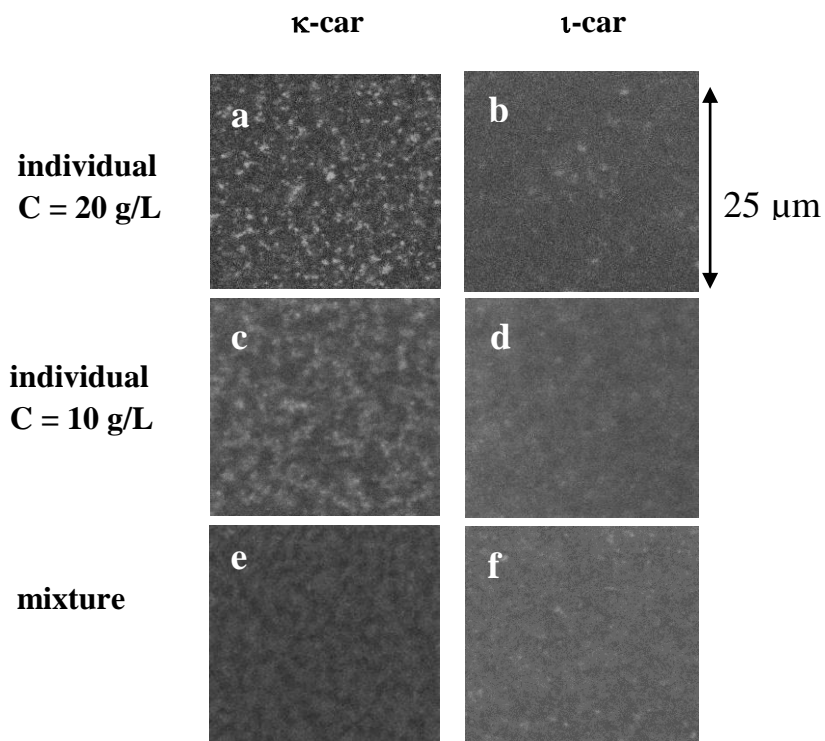 κ-car
ι-car
individual
C = 20 g/L
a
b
25 µm
individual
C = 10 g/L
c
d
mixture
e
f